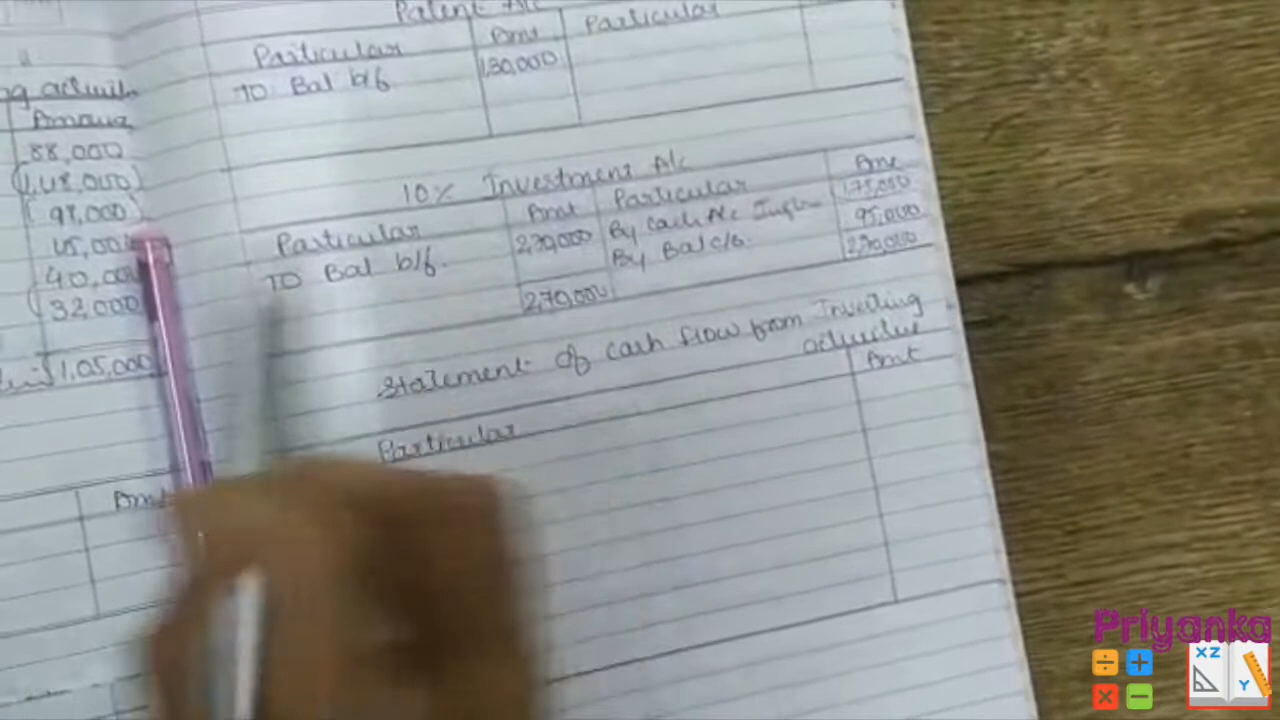 Patent A/c
Particular Amt Particular
TO Bal b/f 1,30,000
Amount
88,000
(1,48,000)
(98,000)
40,000
(32,000)
1,05,000
Amt
10% Investment A/c
Particular Amt Particular Amt
TO Bal b/f. 2,70,000 By Cash A/c 1,75,000
By Bal c/f. 95,000
2,70,000 2,70,000
Statement of cash flow from Investing
Particular Amt
Priyanka
XZ
Y